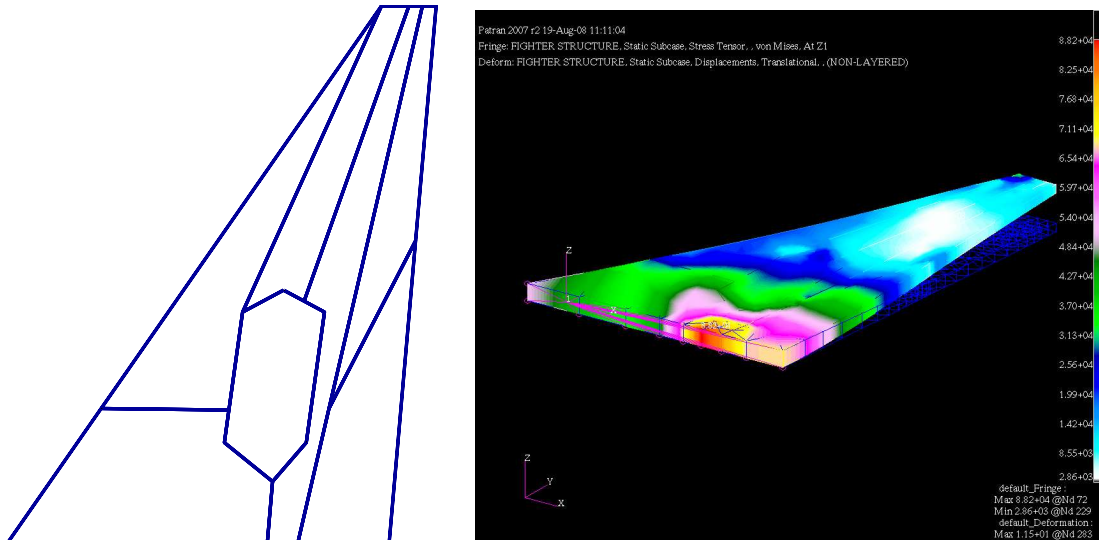 Patran 2007 r2 19-Aug-08 11:11:04
Fringe: FIGHTER STRUCTURE, Static Subcase, Stress Tensor, , von Mises, At Z1
Deform: FIGHTER STRUCTURE, Static Subcase, Displacements, Translational, , (NON-LAYERED)
8.82+04
8.25+04
7.68+04
7.11+04
6.54+04
5.97+04
5.40+04
4.84+04
4.27+04
3.70+04
3.13+04
2.56+04
1.99+04
1.42+04
8.55+03
2.86+03
Z
X
Z
Y
X
default_Fringe :
Max 8.82+04 @Nd 72
Min 2.86+03 @Nd 229
default_Deformation :
Max 1.15+01 @Nd 283